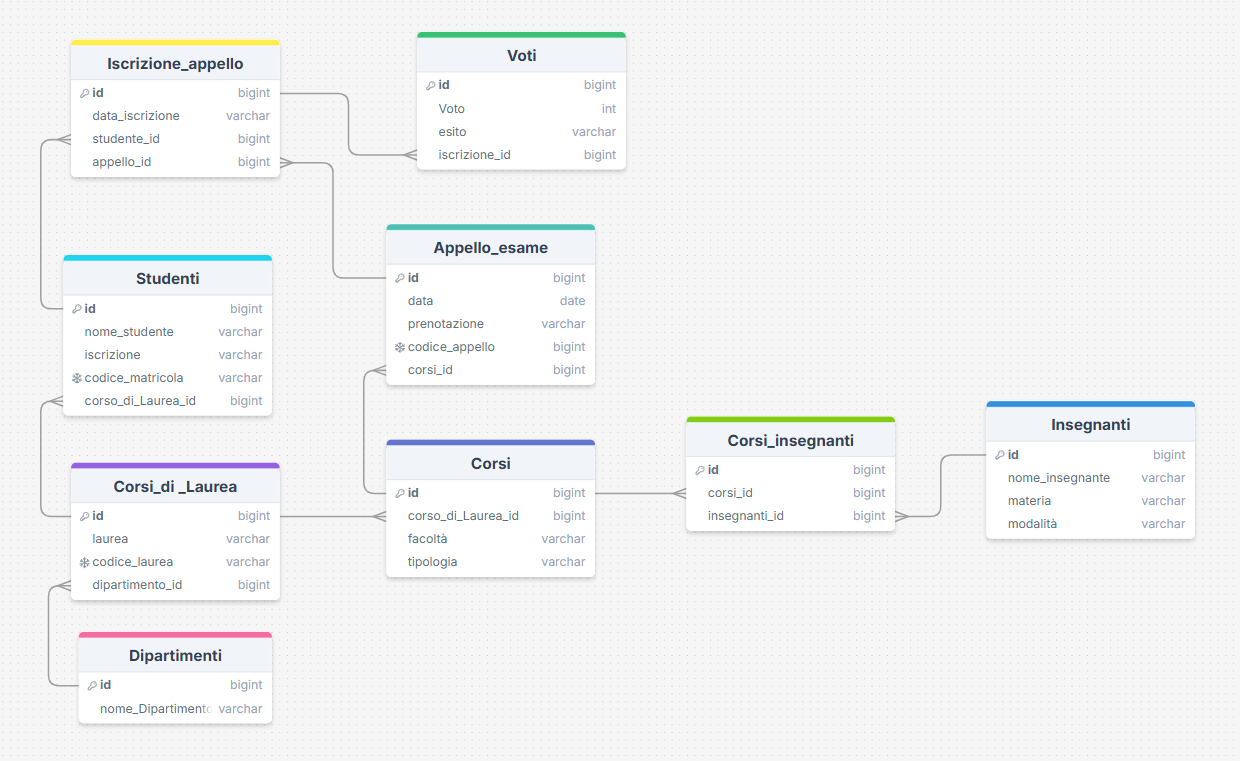 Iscrizione_appello
id bigint
data_iscrizione varchar
studente_id bigint
appello_id bigint
Voti
id bigint
Voto int
esito varchar
iscrizione_id bigint
Appello_esame
id bigint
data date
prenotazione varchar
codice_appello bigint
corsi_id bigint
Studenti
id bigint
nome_studente varchar
iscrizione varchar
codice_matricola varchar
corso_di_Laurea_id bigint
Corsi_di _Laurea
id bigint
laurea varchar
codice_laurea varchar
dipartimento_id bigint
Corsi
id bigint
corso_di_Laurea_id bigint
facoltà varchar
tipologia varchar
Corsi_insegnanti
id bigint
corsi_id bigint
insegnanti_id bigint
Insegnanti
id bigint
nome_insegnante varchar
materia varchar
modalità varchar
Dipartimenti
id bigint
nome_Dipartimento varchar